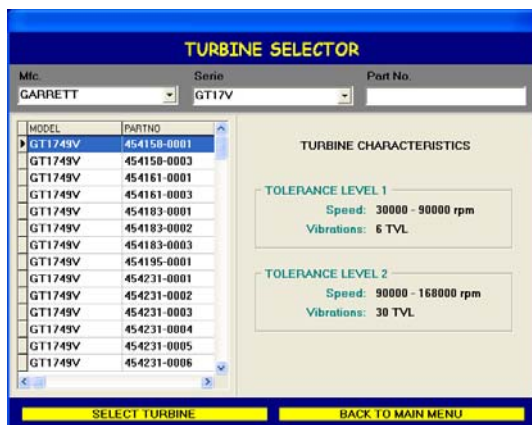 TURBINE SELECTOR
Mfc. Serie Part No.
GARRETT GT17V
MODEL PARTNO
GT1749V 454158-0001
GT1749V 454158-0003
GT1749V 454161-0001
GT1749V 454161-0003
GT1749V 454183-0001
GT1749V 454183-0002
GT1749V 454183-0003
GT1749V 454195-0001
GT1749V 454231-0001
GT1749V 454231-0002
GT1749V 454231-0003
GT1749V 454231-0004
GT1749V 454231-0005
GT1749V 454231-0006
TURBINE CHARACTERISTICS
TOLERANCE LEVEL 1
Speed: 30000 - 90000 rpm
Vibrations: 6 TVL
TOLERANCE LEVEL 2
Speed: 90000 - 168000 rpm
Vibrations: 30 TVL
SELECT TURBINE BACK TO MAIN MENU